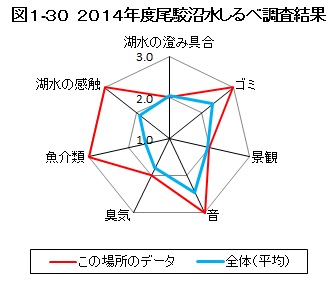 図1-30 2014年度尾駮沼水しるべ調査結果
湖水の澄み具合
3.0
湖水の感触
2.0
ゴミ
1.0
魚介類
景観
臭気
音
この場所のデータ
全体(平均)